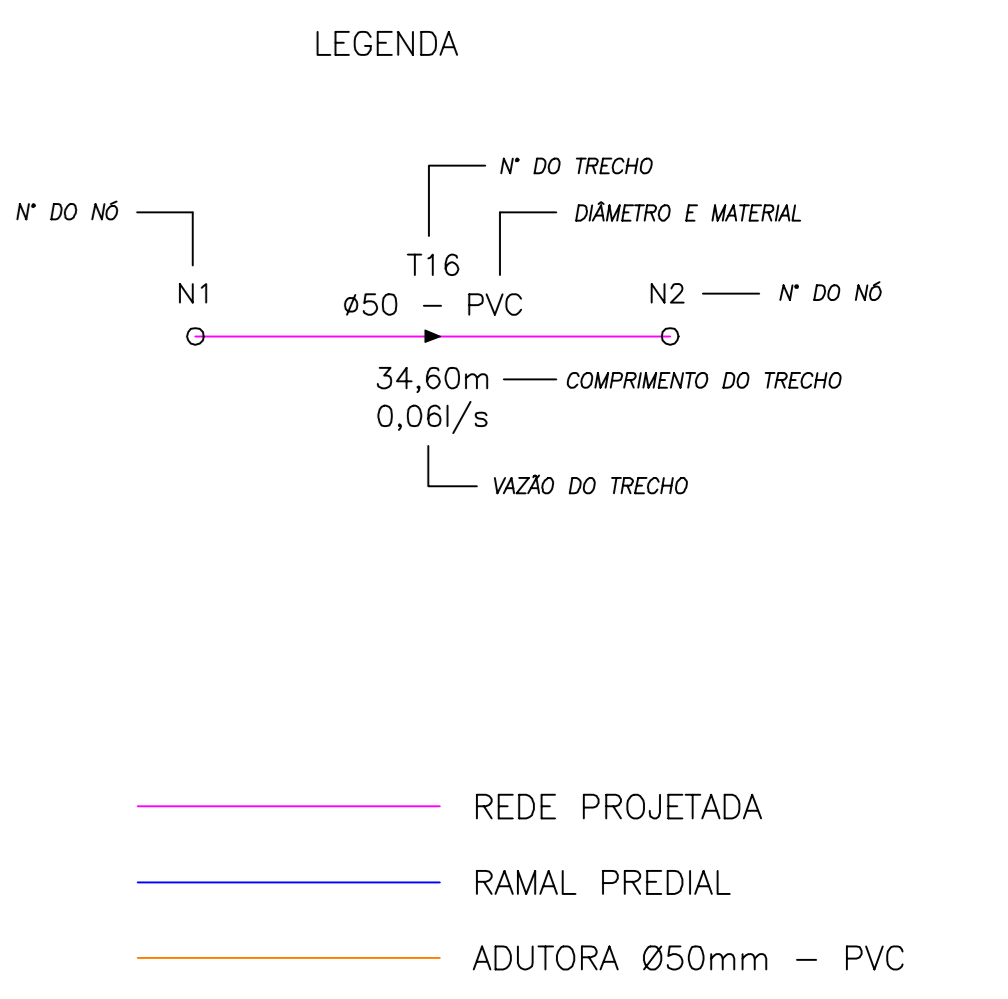 LEGENDA
N° DO TRECHO
N° DO NÓ
DIÂMETRO E MATERIAL
T16
N1
N2
N° DO NÓ
Ø50 - PVC
34,60m
COMPRIMENTO DO TRECHO
0,06l/s
VAZÃO DO TRECHO
REDE PROJETADA
RAMAL PREDIAL
ADUTORA Ø50mm - PVC